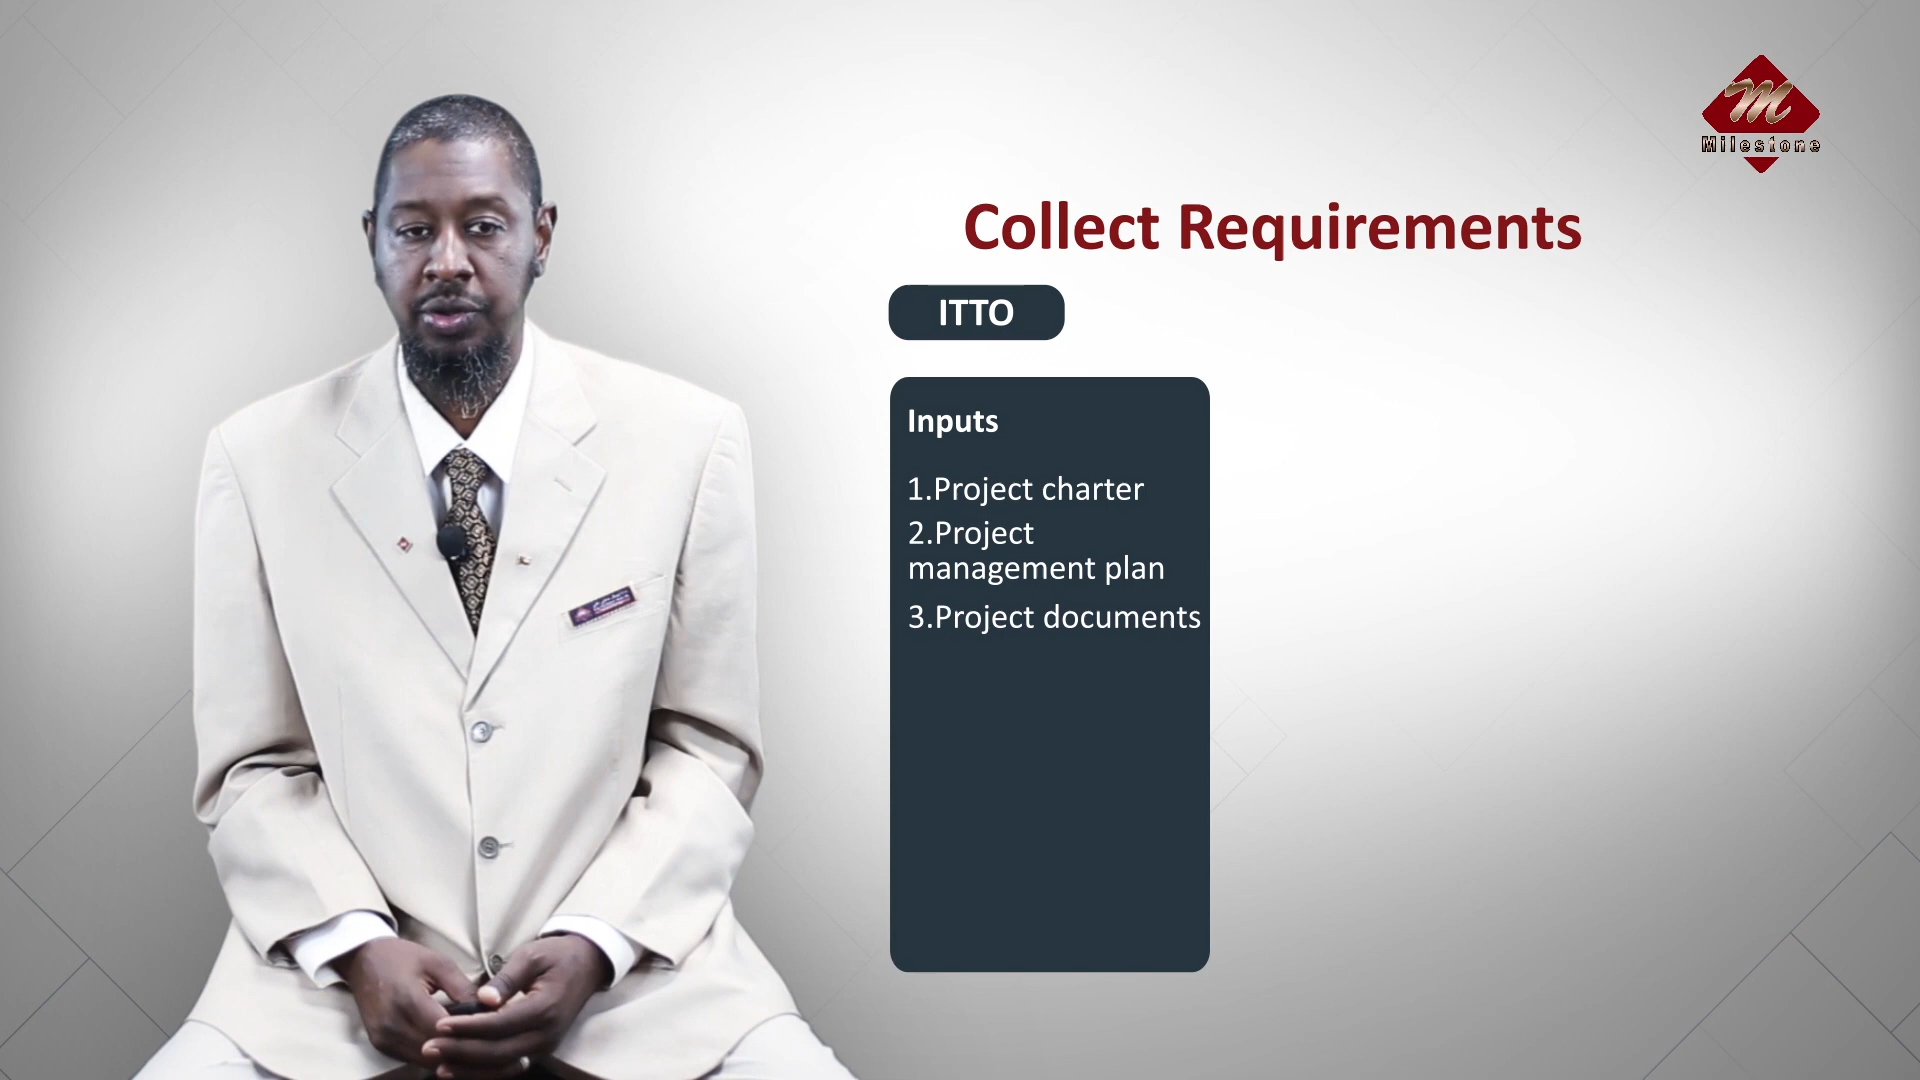 Milestone
Collect Requirements
ITTO
Inputs
1.Project charter
2.Project
management plan
3.Project documents